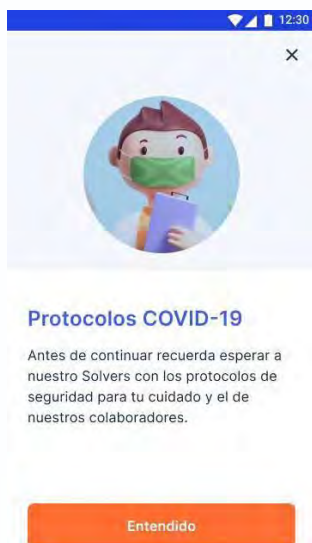 12:30
Protocolos COVID-19
Antes de continuar recuerda esperar a
nuestro Solvers con los protocolos de
seguridad para tu cuidado y el de
nuestros colaboradores.
Entendido